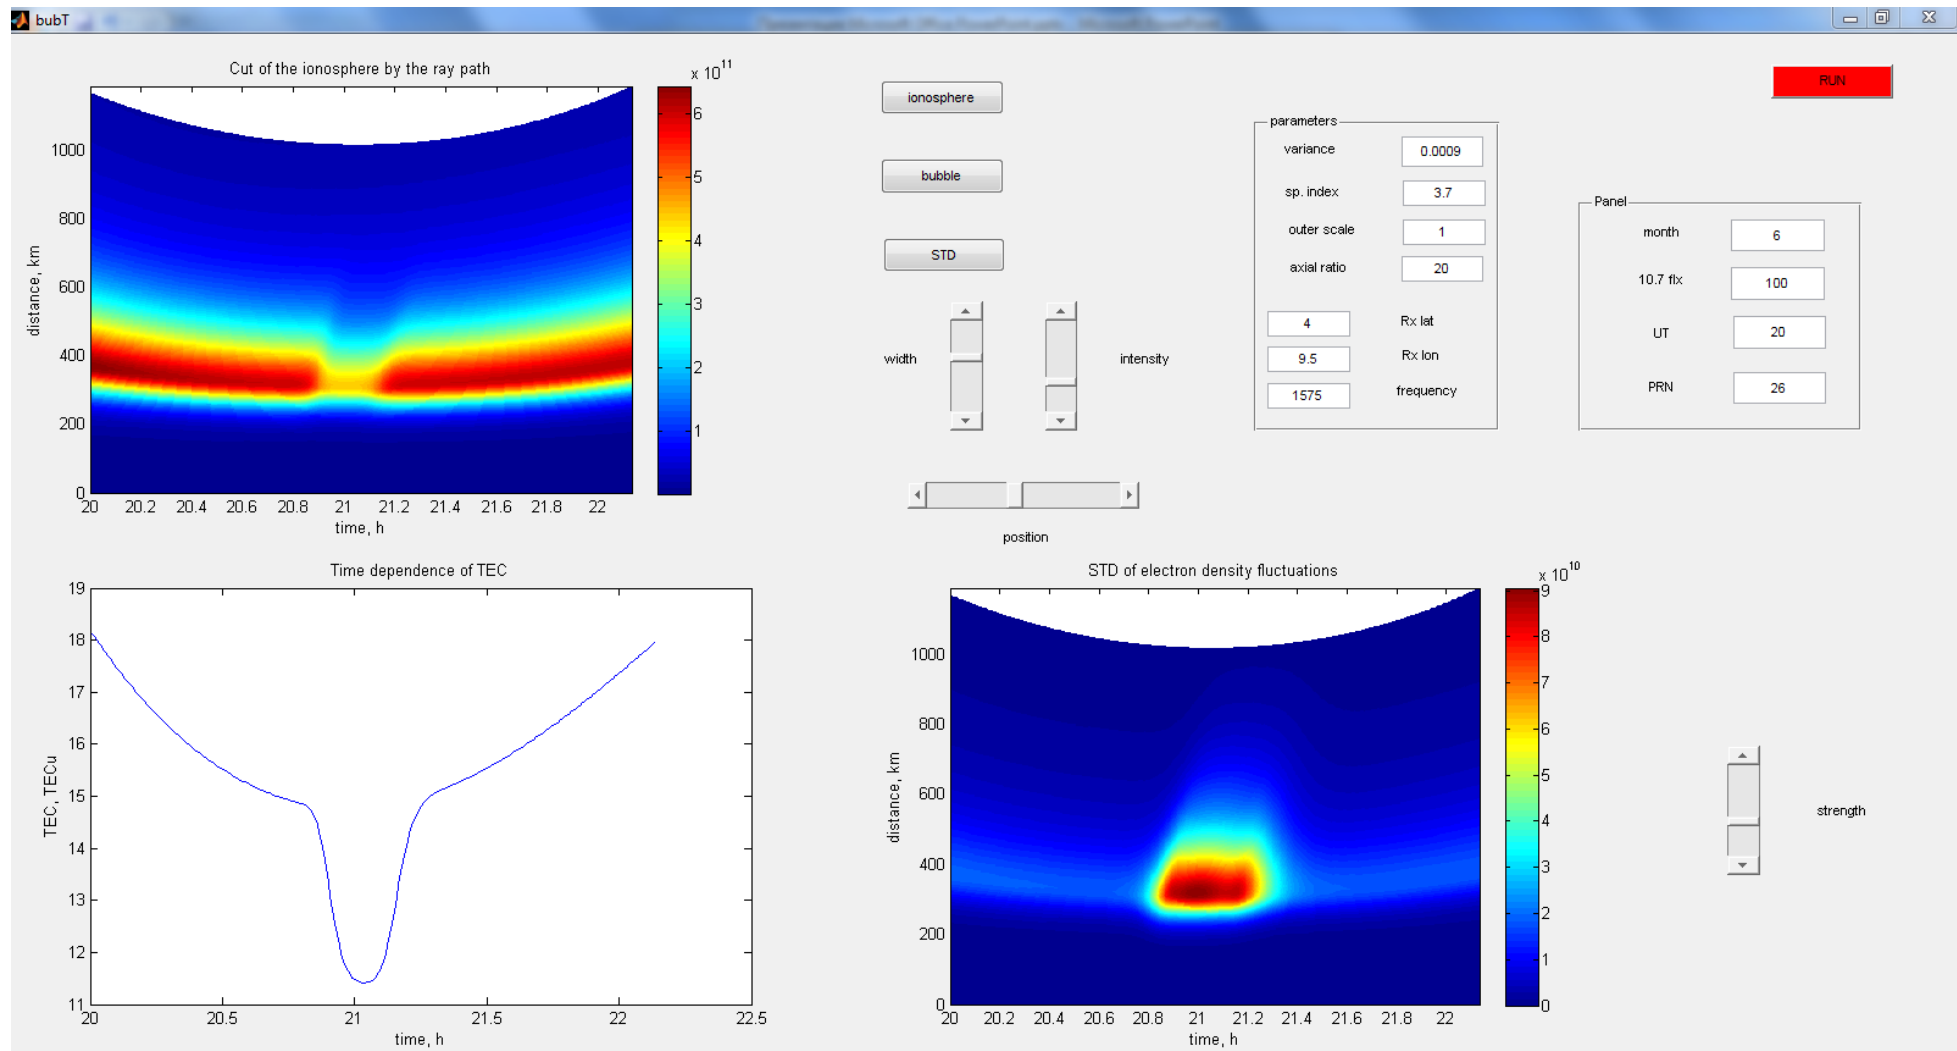 bubT
Cut of the ionosphere by the ray path
x 10^11
6
5
4
3
2
1
1000
800
600
400
200
0
distance, km
20 20.2 20.4 20.6 20.8 21 21.2 21.4 21.6 21.8 22
time, h
ionosphere
bubble
STD
width
intensity
position
parameters
variance 0.0009
sp. index 3.7
outer scale 1
axial ratio 20
4 Rx lat
9.5 Rx lon
1575 frequency
RUN
Panel
month 6
10.7 flx 100
UT 20
PRN 26
Time dependence of TEC
19
18
17
16
15
14
13
12
11
TEC, TECu
20 20.5 21 21.5 22 22.5
time, h
STD of electron density fluctuations
x 10^10
9
8
7
6
5
4
3
2
1
0
1000
800
600
400
200
0
distance, km
20 20.2 20.4 20.6 20.8 21 21.2 21.4 21.6 21.8 22
time, h
strength